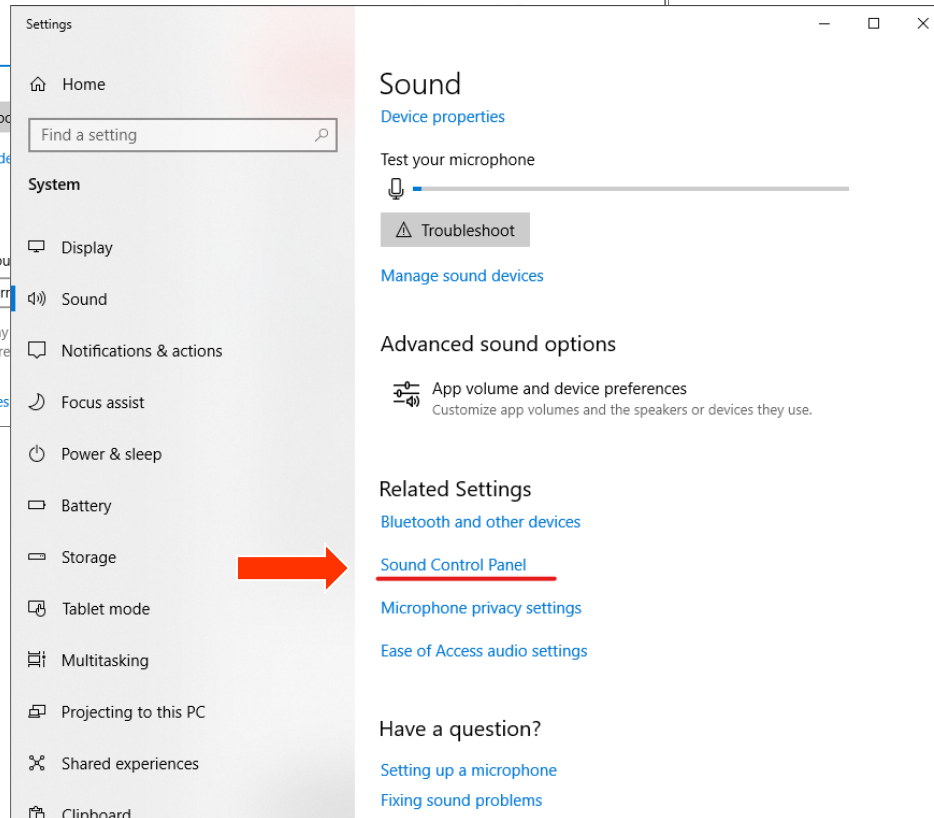 Settings
Home
Find a setting
System
Display
Sound
Notifications & actions
Focus assist
Power & sleep
Battery
Storage
Tablet mode
Multitasking
Projecting to this PC
Shared experiences
Clipboard
Sound
Device properties
Test your microphone
Troubleshoot
Manage sound devices
Advanced sound options
App volume and device preferences
Customize app volumes and the speakers or devices they use.
Related Settings
Bluetooth and other devices
Sound Control Panel
Microphone privacy settings
Ease of Access audio settings
Have a question?
Setting up a microphone
Fixing sound problems